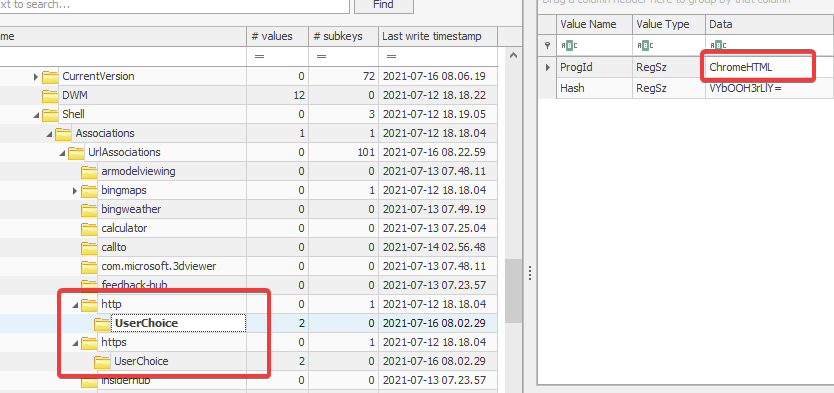 xt to search...
Find
me
# values
# subkeys
Last write timestamp
=
=
=
CurrentVersion 0 72 2021-07-16 08.06.19
DWM 12 0 2021-07-12 18.18.22
Shell 0 3 2021-07-12 18.19.05
Associations 1 1 2021-07-12 18.18.04
UrlAssociations 0 101 2021-07-16 08.22.59
armodelviewing 0 0 2021-07-13 07.48.11
bingmaps 0 1 2021-07-12 18.18.04
bingweather 0 0 2021-07-13 07.49.19
calculator 0 0 2021-07-13 07.25.04
callto 0 0 2021-07-14 02.56.48
com.microsoft.3dviewer 0 0 2021-07-13 07.48.11
feedback-hub 0 0 2021-07-13 07.23.57
http 0 1 2021-07-12 18.18.04
UserChoice 2 0 2021-07-16 08.02.29
https 0 1 2021-07-12 18.18.04
UserChoice 2 0 2021-07-16 08.02.29
insiderhub 0 0 2021-07-13 07.23.57
Drag a column header here to group by that column
Value Name Value Type Data
ABC ABC ABC
ProgId RegSz ChromeHTML
Hash RegSz VYbOOH3rLlY=